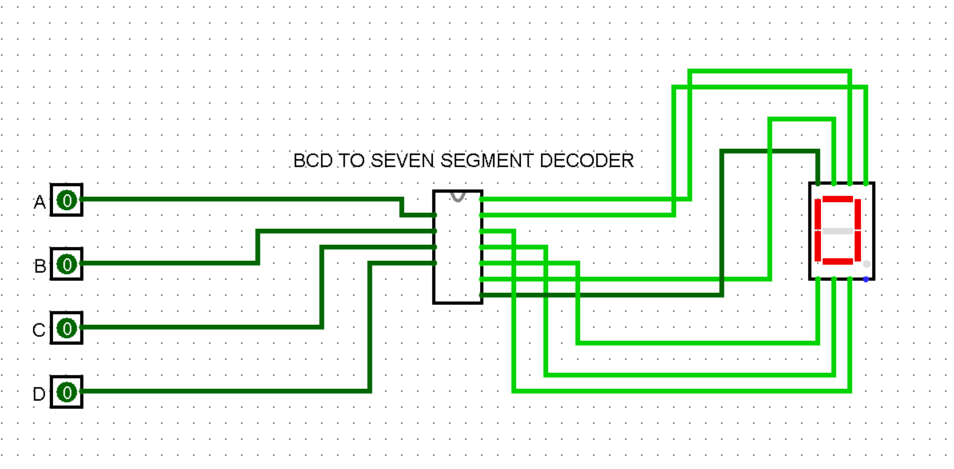 BCD TO SEVEN SEGMENT DECODER
A 0
B 0
C 0
D 0